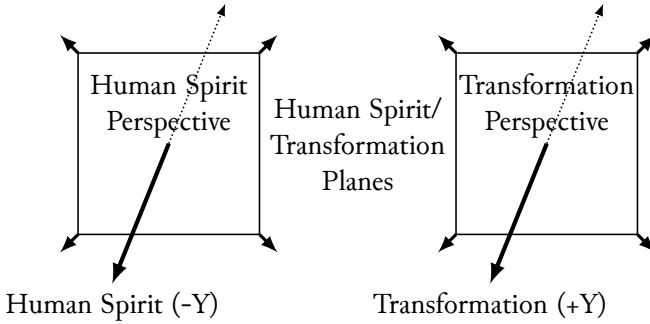 Human Spirit
Perspective
Human Spirit/
Transformation
Planes
Transformation
Perspective
Human Spirit (-Y)
Transformation (+Y)